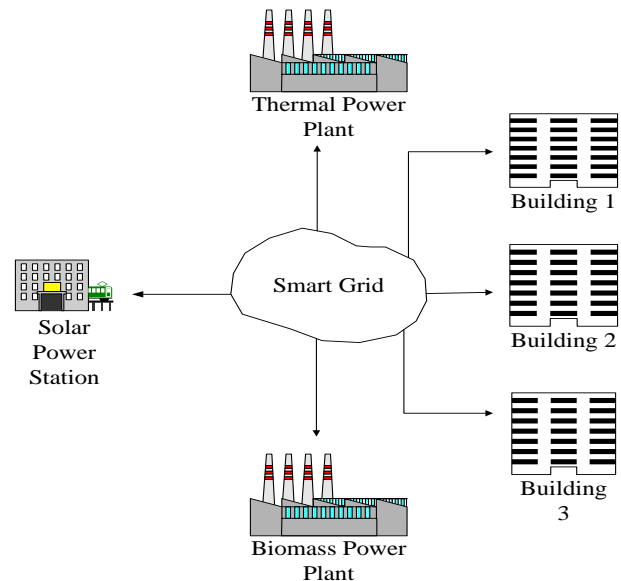 Thermal Power
Plant
Building 1
Smart Grid
Building 2
Solar
Power
Station
Building
3
Biomass Power
Plant